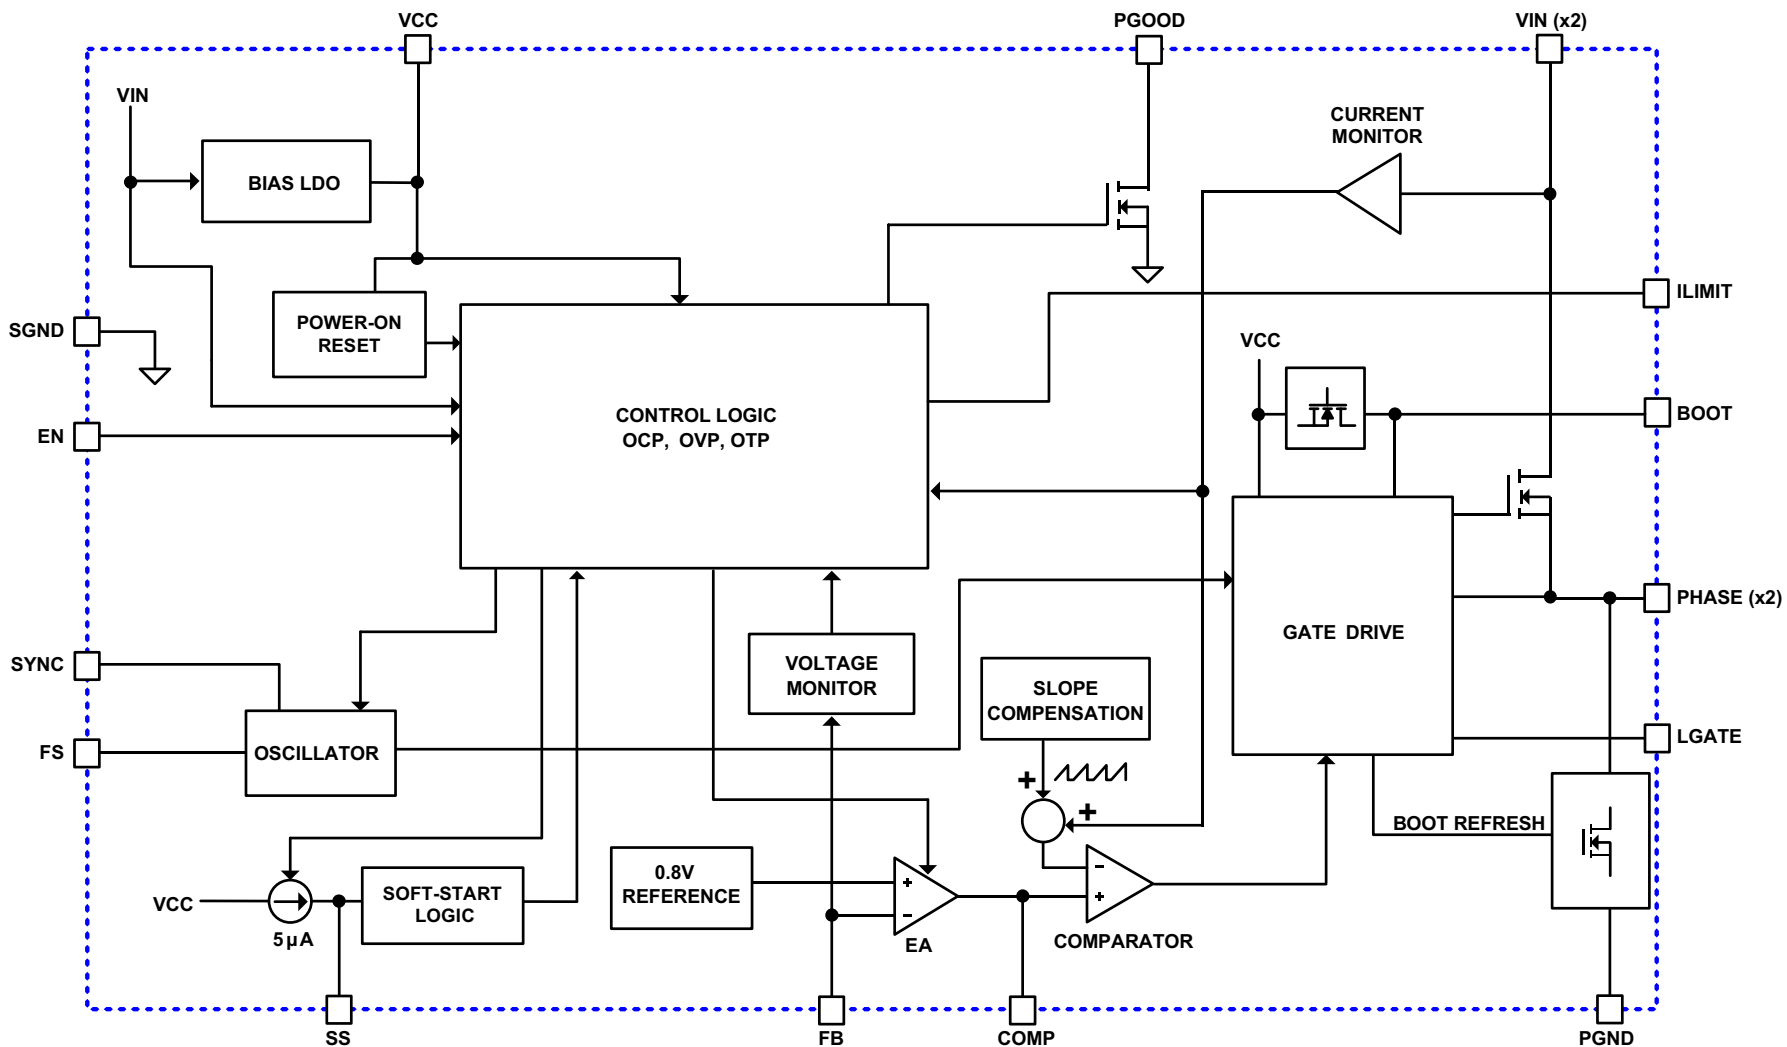 VCC
PGOOD
VIN (x2)
VIN
CURRENT
MONITOR
BIAS LDO
ILIMIT
SGND
POWER-ON
RESET
VCC
CONTROL LOGIC
OCP, OVP, OTP
BOOT
EN
PHASE (x2)
GATE DRIVE
SYNC
VOLTAGE
MONITOR
SLOPE
COMPENSATION
FS
OSCILLATOR
LGATE
+
+
BOOT REFRESH
0.8V
REFERENCE
+
−
EA
−
+
COMPARATOR
VCC
5µA
SOFT-START
LOGIC
SS
FB
COMP
PGND